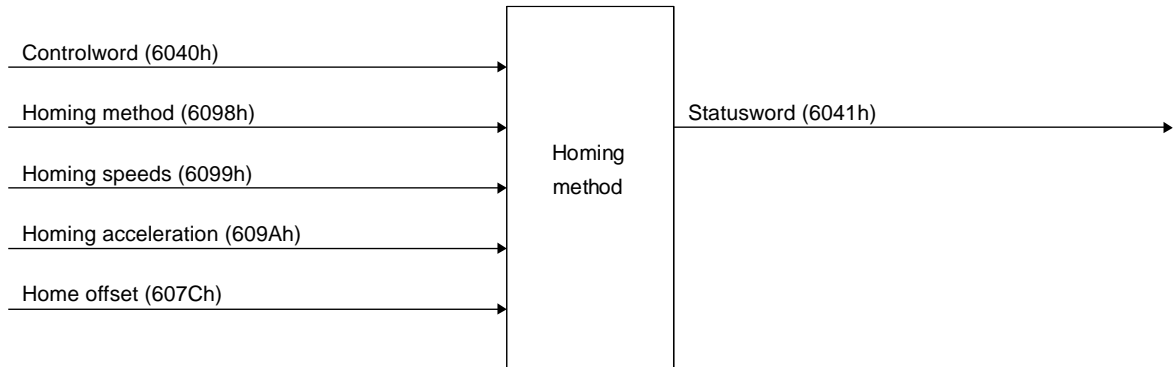 Controlword (6040h)
Homing method (6098h)
Homing speeds (6099h)
Homing acceleration (609Ah)
Home offset (607Ch)
Homing
method
Statusword (6041h)